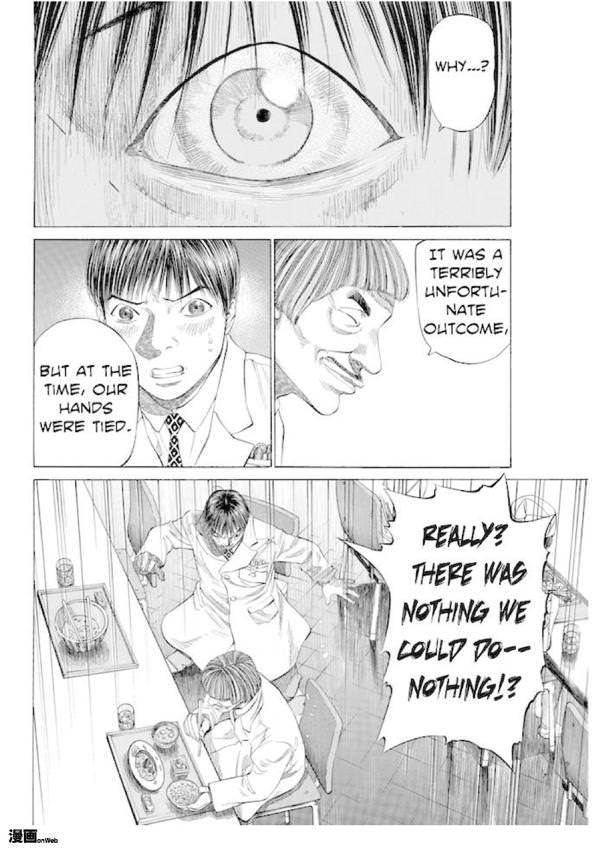 WHY...?
IT WAS A
TERRIBLY
UNFORTU-
NATE
OUTCOME,
BUT AT THE
TIME, OUR
HANDS
WERE TIED.
REALLY?
THERE WAS
NOTHING WE
COULD DO--
NOTHING!?
漫画onWeb